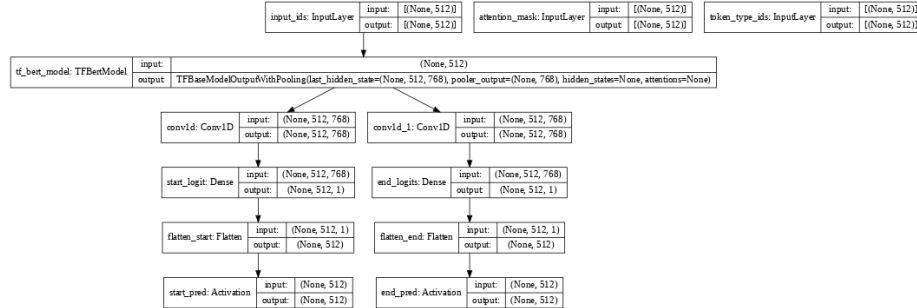 input_ids: InputLayer input: [(None, 512)] output: [(None, 512)]
attention_mask: InputLayer input: [(None, 512)] output: [(None, 512)]
token_type_ids: InputLayer input: [(None, 512)] output: [(None, 512)]
tf_bert_model: TFBertModel input: (None, 512)
output: TFBaseModelOutputWithPooling(last_hidden_state=(None, 512, 768), pooler_output=(None, 768), hidden_states=None, attentions=None)
conv1d: Conv1D input: (None, 512, 768) output: (None, 512, 768)
conv1d_1: Conv1D input: (None, 512, 768) output: (None, 512, 768)
start_logit: Dense input: (None, 512, 768) output: (None, 512, 1)
end_logits: Dense input: (None, 512, 768) output: (None, 512, 1)
flatten_start: Flatten input: (None, 512, 1) output: (None, 512)
flatten_end: Flatten input: (None, 512, 1) output: (None, 512)
start_pred: Activation input: (None, 512) output: (None, 512)
end_pred: Activation input: (None, 512) output: (None, 512)